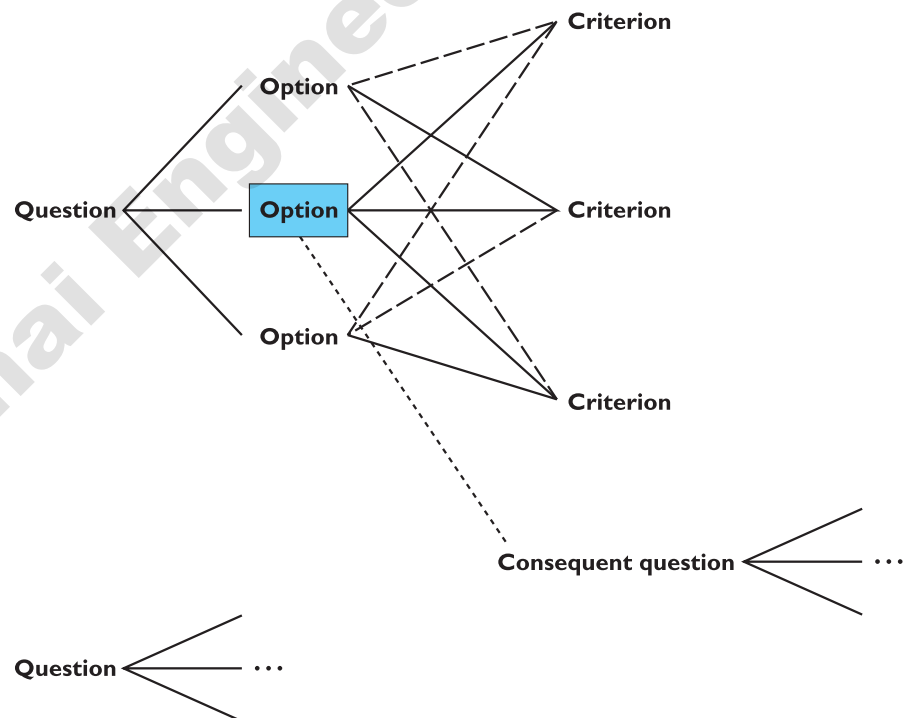 Criterion
Option
Question
Option
Criterion
Option
Criterion
Consequent question
...
Question
...